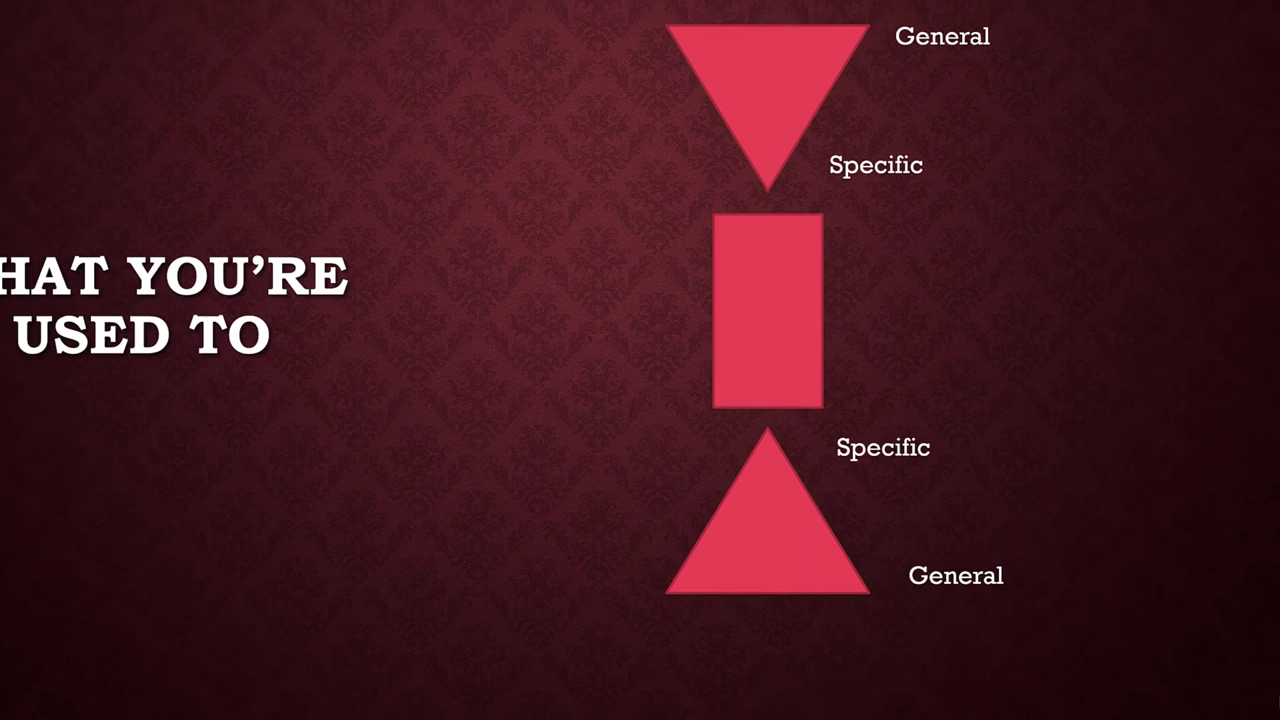 General
Specific
HAT YOU'RE
USED TO
Specific
General